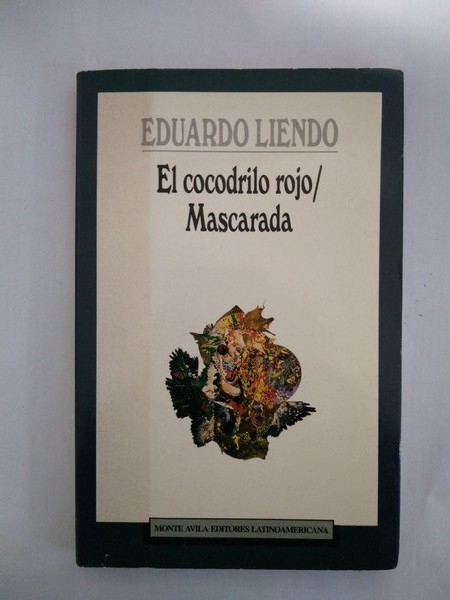 EDUARDO LIENDO
El cocodrilo rojo/
Mascarada
MONTE AVILA EDITORES LATINOAMERICANA